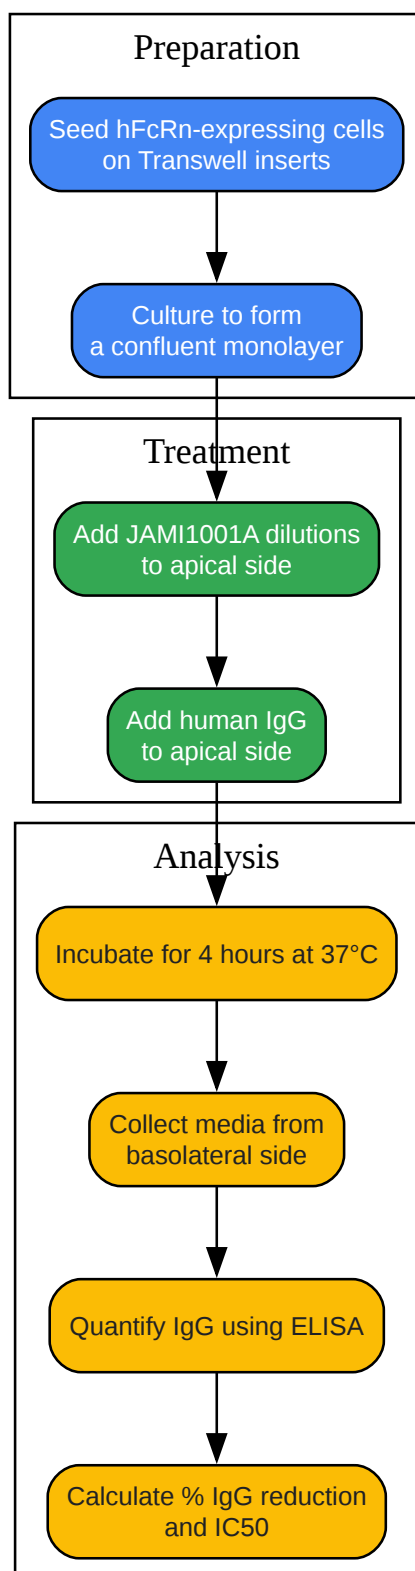 Preparation
Seed hFcRn-expressing cells
on Transwell inserts
Culture to form
a confluent monolayer
Treatment
Add JAMI1001A dilutions
to apical side
Add human IgG
to apical side
Analysis
Incubate for 4 hours at 37°C
Collect media from
basolateral side
Quantify IgG using ELISA
Calculate % IgG reduction
and IC50